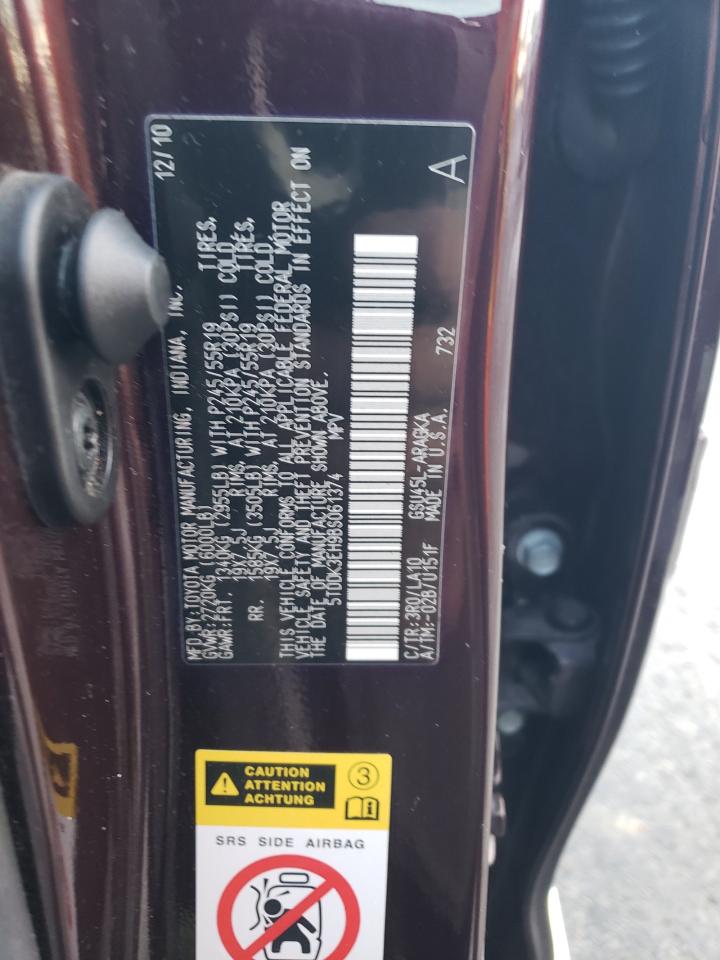 MFD.BY:TOYOTA MOTOR MANUFACTURING, INDIANA, INC. 12/10
GVWR:2720KG (6000LB)
GAWR:FRT. 1340KG (2955LB) WITH P245/55R19 TIRES,
19X7.5J RIMS, AT 210KPA (30PSI) COLD
RR. 1585KG (3505LB) WITH P245/55R19 TIRES,
19X7.5J RIMS, AT 210KPA (30PSI) COLD,
THIS VEHICLE CONFORMS TO ALL APPLICABLE FEDERAL MOTOR
VEHICLE SAFETY AND THEFT PREVENTION STANDARDS IN EFFECT ON
THE DATE OF MANUFACTURE SHOWN ABOVE.
5TDDK3EH9BS061374 MPV
C/TR:3R0/LA10 GSU45L-ARAGKA
A/TM:-02B/U151F MADE IN U.S.A. 732 A
CAUTION
ATTENTION
ACHTUNG
3
SRS SIDE AIRBAG